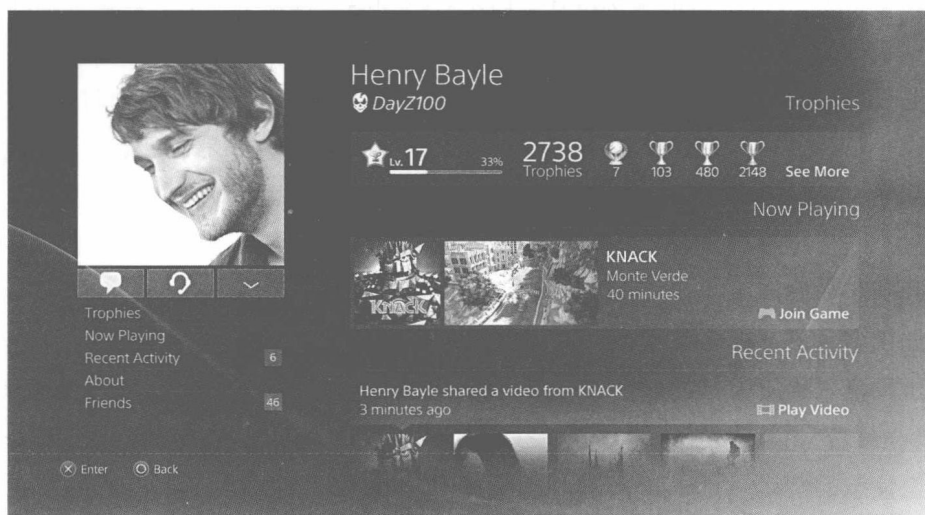 Henry Bayle
DayZ100
Trophies
Lv. 17
33%
2738
Trophies
7
103
480
2148
See More
Now Playing
KNACK
KNACK
Monte Verde
40 minutes
Join Game
Trophies
Now Playing
Recent Activity 6
About
Friends 46
Recent Activity
Henry Bayle shared a video from KNACK
3 minutes ago
Play Video
Enter
Back